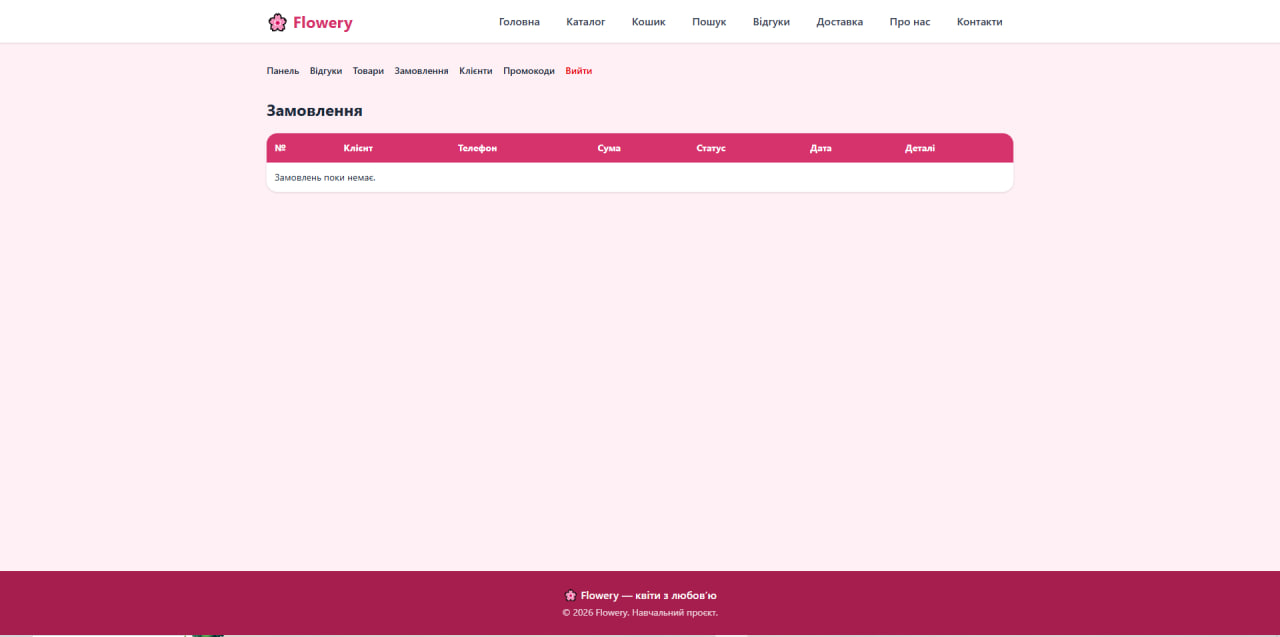 Flowery Головна Каталог Кошик Пошук Відгуки Доставка Про нас Контакти
Панель Відгуки Товари Замовлення Клієнти Промокоди Вийти
Замовлення
№ Клієнт Телефон Сума Статус Дата Деталі
Замовлень поки немає.
Flowery — квіти з любов'ю
© 2026 Flowery. Навчальний проєкт.